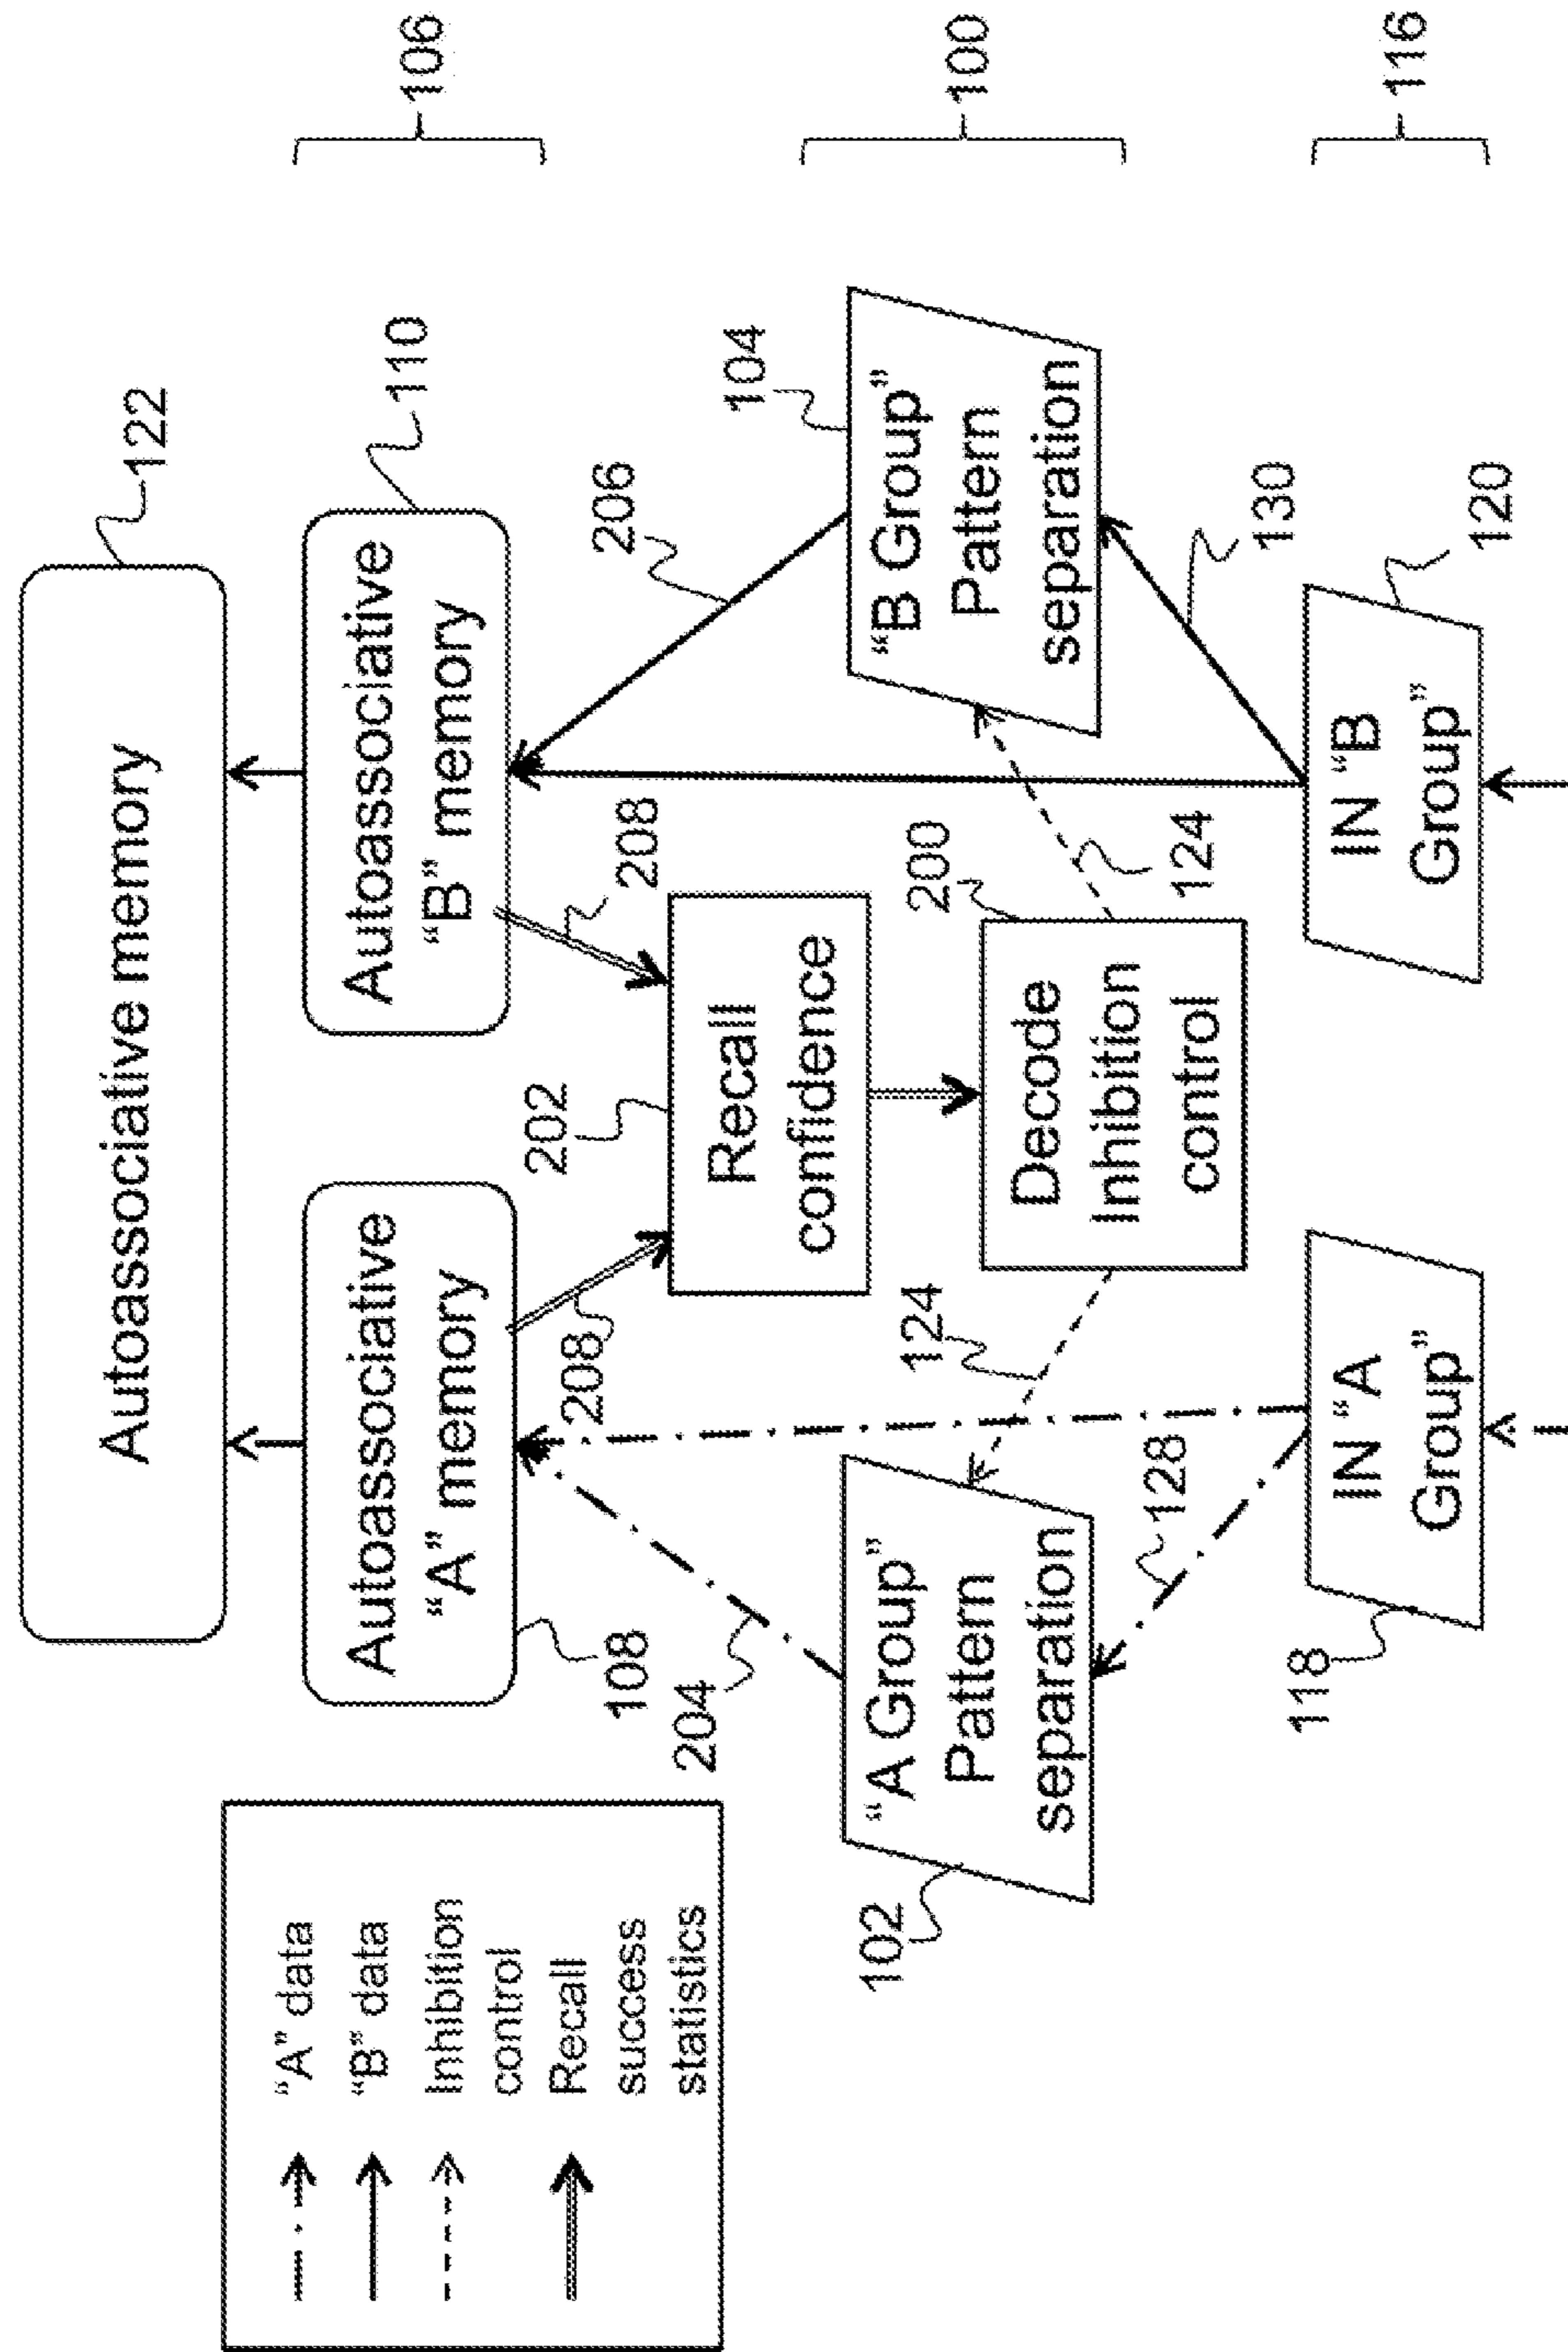 Autoassociative memory
122
Autoassociative
"A" memory
108
Autoassociative
"B" memory
110
106
"A" data
"B" data
Inhibition
control
Recall
success
statistics
204
208
202
208
206
Recall
confidence
"A Group"
Pattern
separation
102
124
Decode
Inhibition
control
200
124
"B Group"
Pattern
separation
104
100
128
130
IN "A
Group"
118
IN "B
Group"
120
116